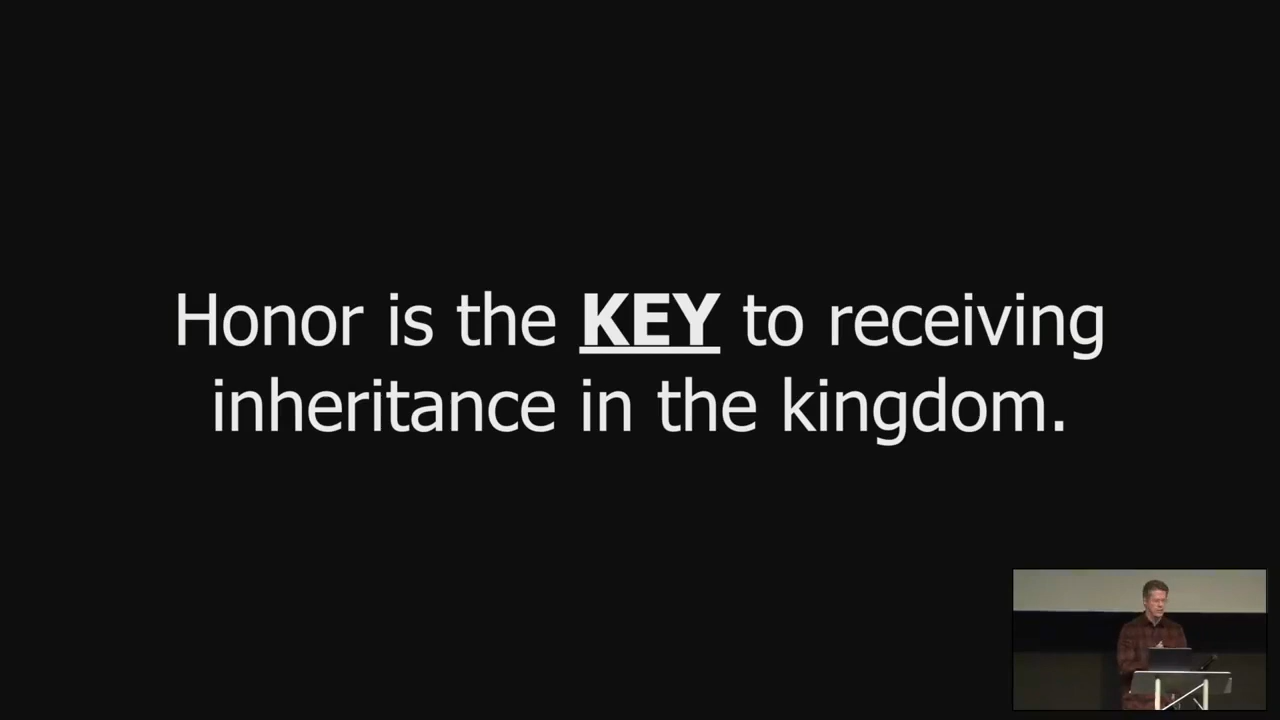 Honor is the KEY to receiving
inheritance in the kingdom.